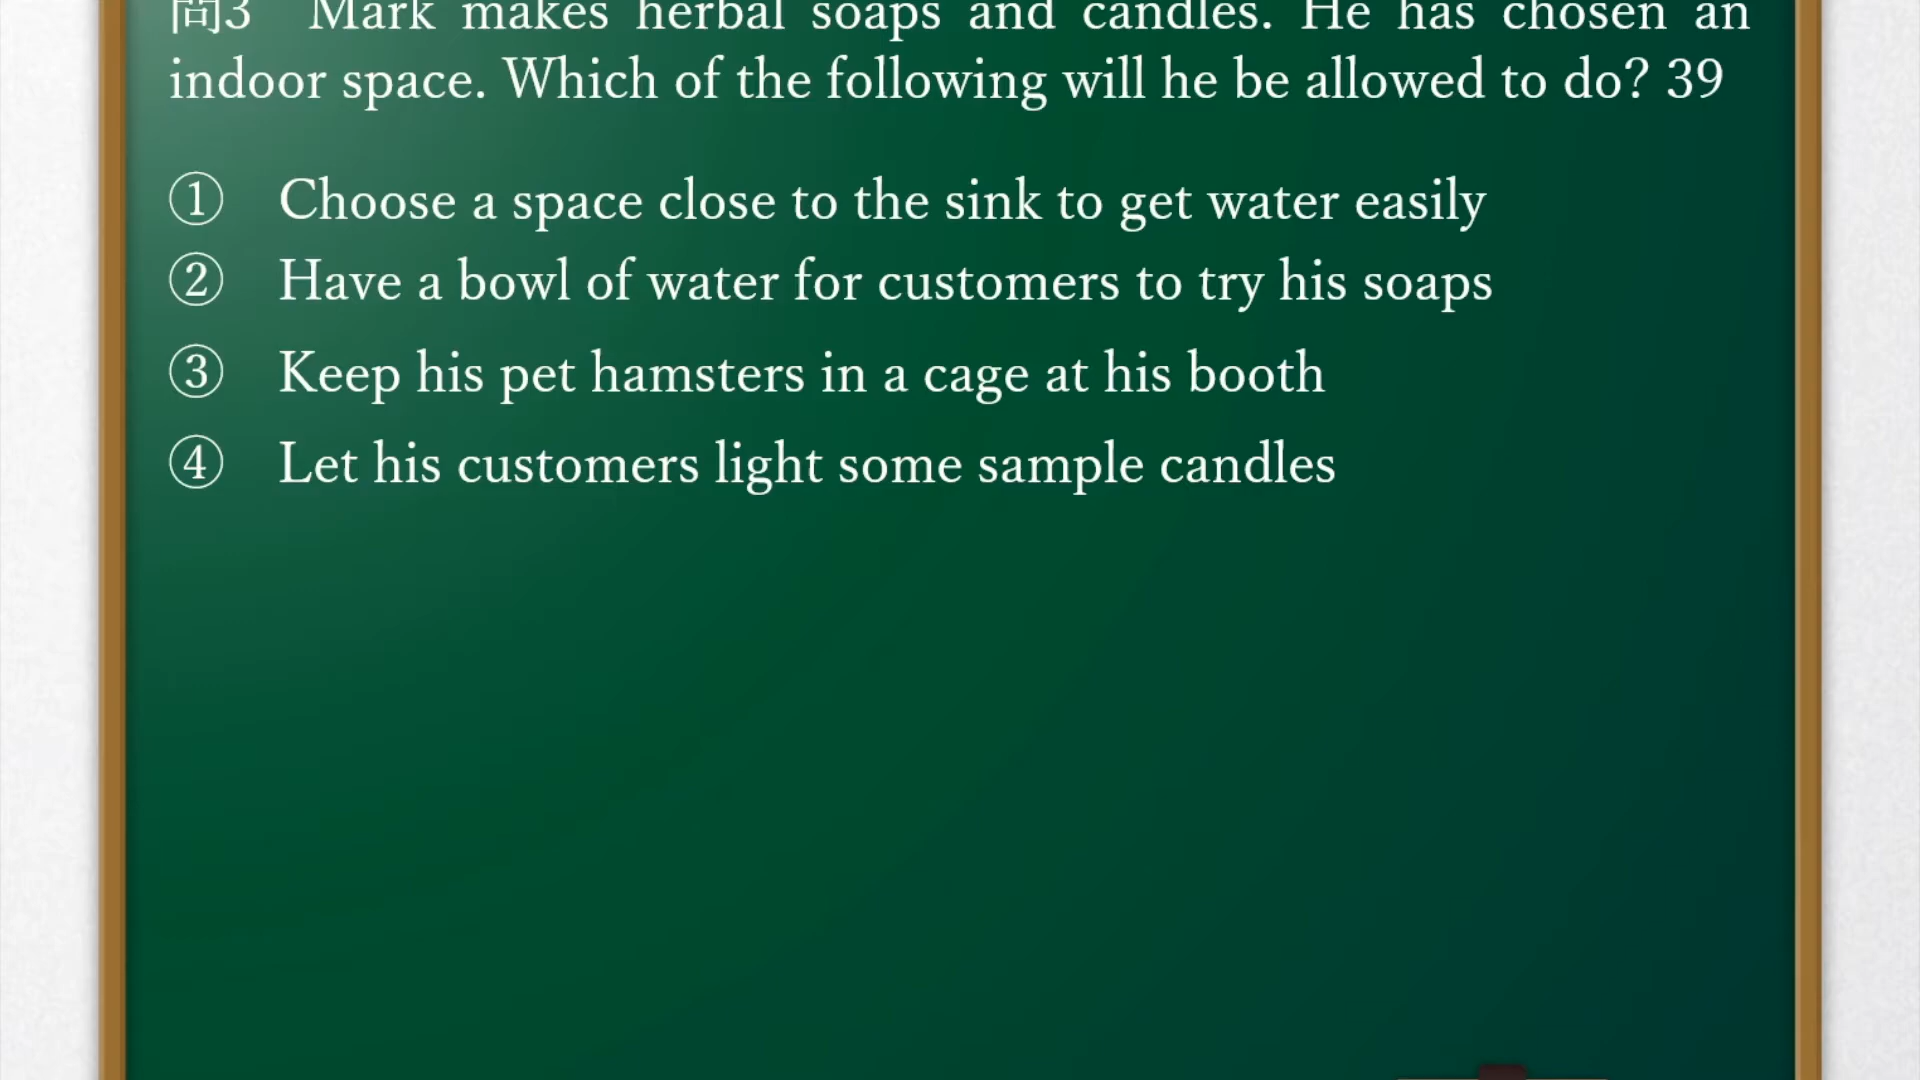 問3 Mark makes herbal soaps and candles. He has chosen an
indoor space. Which of the following will he be allowed to do? 39
① Choose a space close to the sink to get water easily
② Have a bowl of water for customers to try his soaps
③ Keep his pet hamsters in a cage at his booth
④ Let his customers light some sample candles